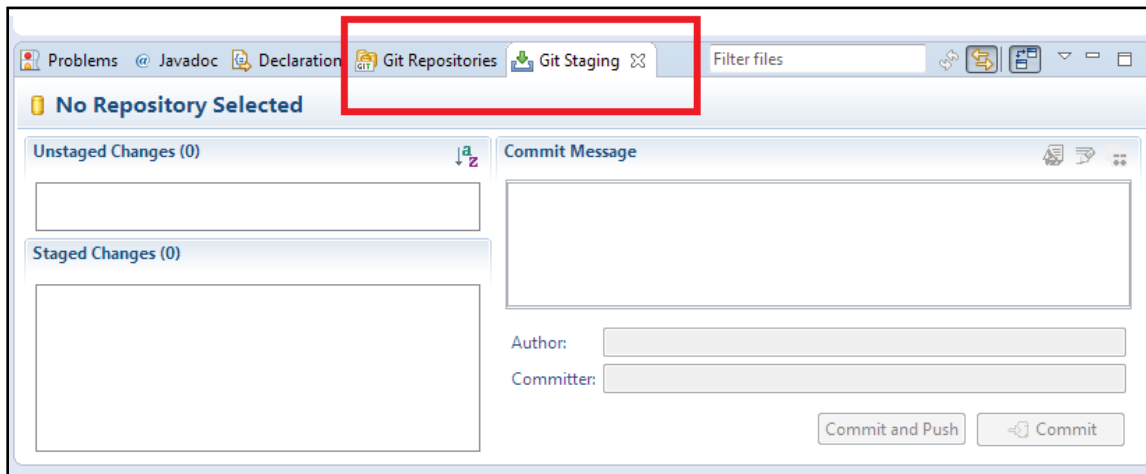 Problems @ Javadoc Declaration Git Repositories Git Staging Filter files
No Repository Selected
Unstaged Changes (0)
Commit Message
Staged Changes (0)
Author:
Committer:
Commit and Push Commit